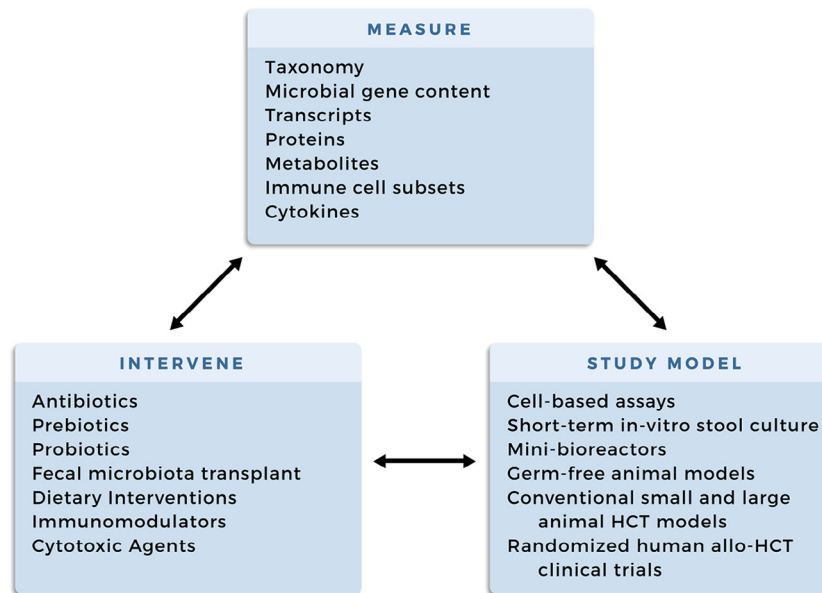 MEASURE
Taxonomy
Microbial gene content
Transcripts
Proteins
Metabolites
Immune cell subsets
Cytokines
INTERVENE
Antibiotics
Prebiotics
Probiotics
Fecal microbiota transplant
Dietary Interventions
Immunomodulators
Cytotoxic Agents
STUDY MODEL
Cell-based assays
Short-term in-vitro stool culture
Mini-bioreactors
Germ-free animal models
Conventional small and large
animal HCT models
Randomized human allo-HCT
clinical trials